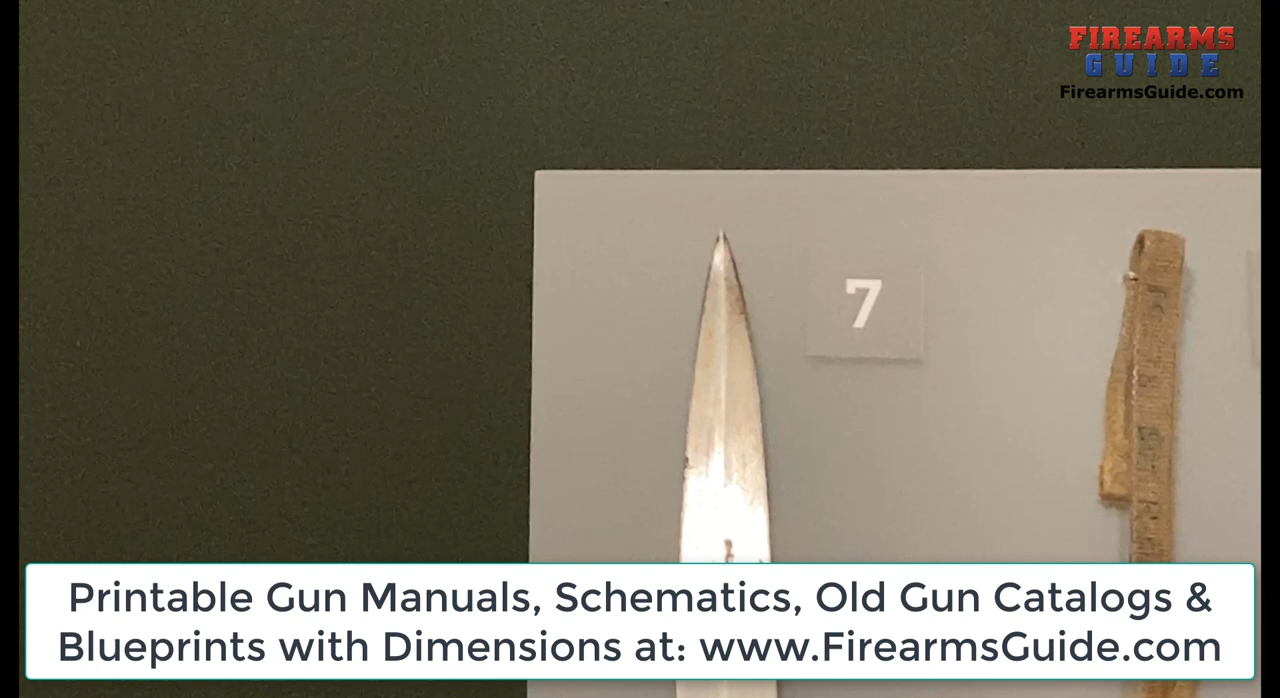 FIREARMS
GUIDE
FirearmsGuide.com
7
Printable Gun Manuals, Schematics, Old Gun Catalogs &
Blueprints with Dimensions at: www.FirearmsGuide.com